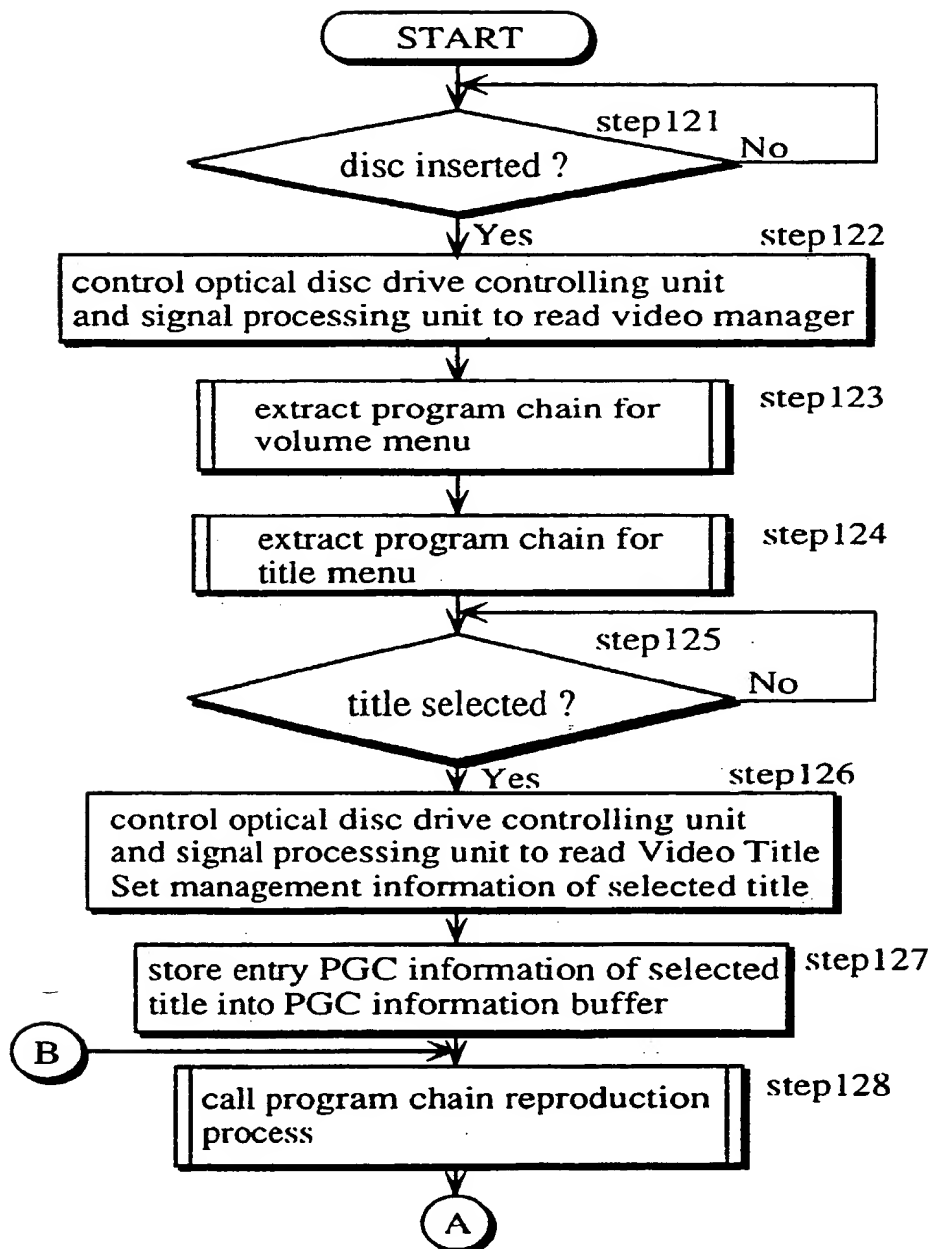 START
step121
No
disc inserted ?
Yes
step122
control optical disc drive controlling unit
and signal processing unit to read video manager
step123
extract program chain for
volume menu
step124
extract program chain for
title menu
step125
No
title selected ?
Yes
step126
control optical disc drive controlling unit
and signal processing unit to read Video Title
Set management information of selected title
step127
store entry PGC information of selected
title into PGC information buffer
B
step128
call program chain reproduction
process
A